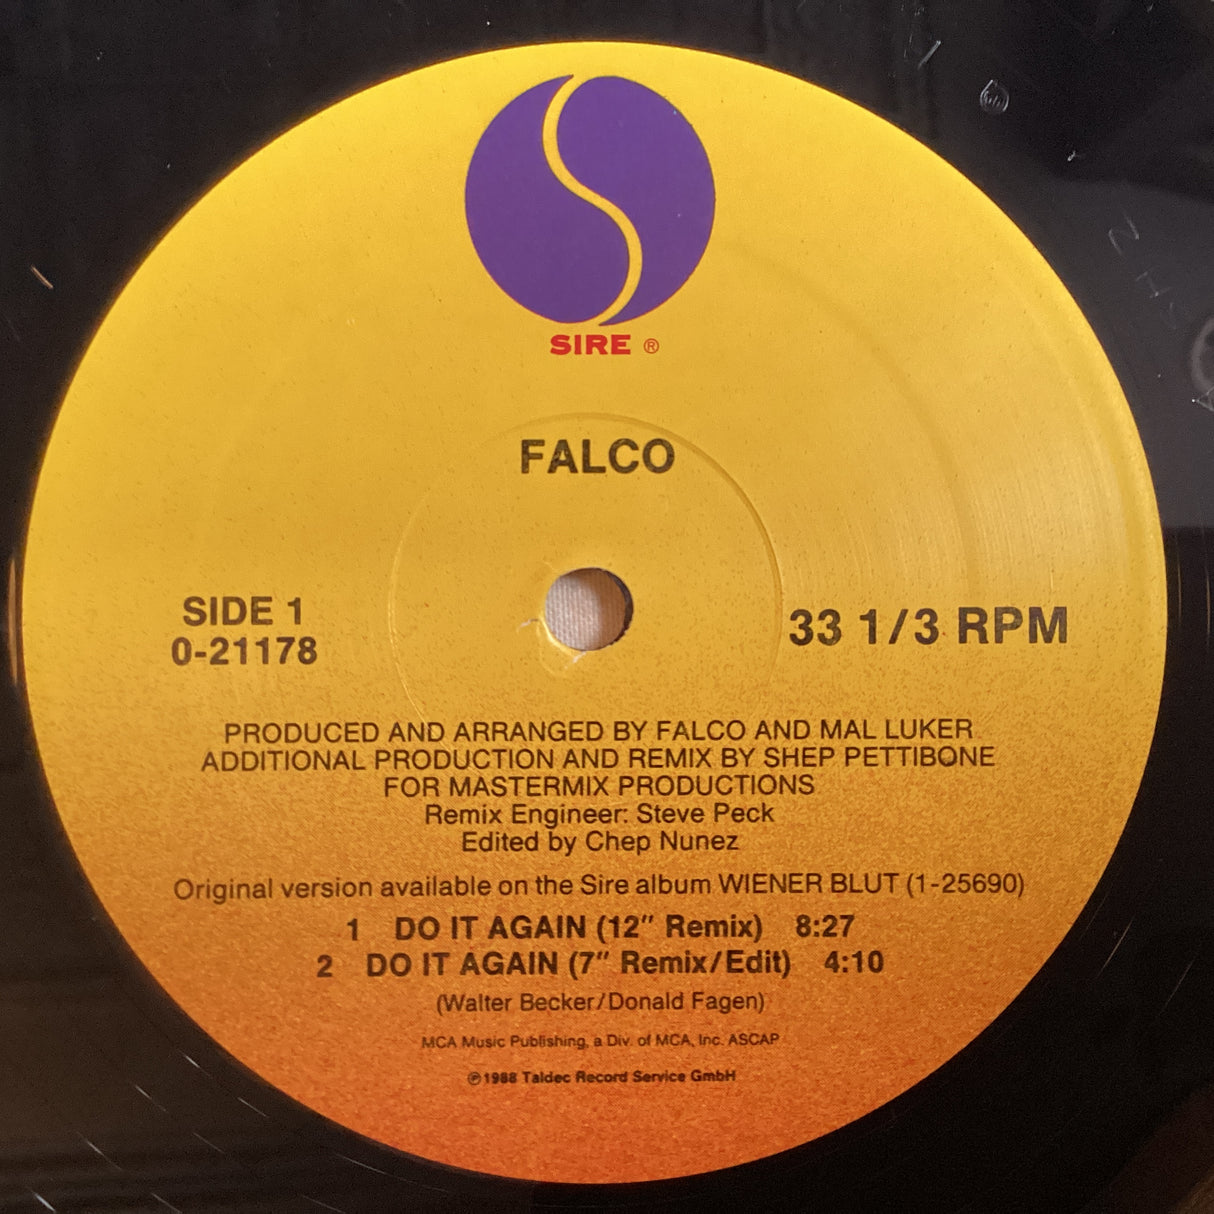 SIRE ®
FALCO
SIDE 1
0-21178
33 1/3 RPM
PRODUCED AND ARRANGED BY FALCO AND MAL LUKER
ADDITIONAL PRODUCTION AND REMIX BY SHEP PETTIBONE
FOR MASTERMIX PRODUCTIONS
Remix Engineer: Steve Peck
Edited by Chep Nunez
Original version available on the Sire album WIENER BLUT (1-25690)
1 DO IT AGAIN (12″ Remix) 8:27
2 DO IT AGAIN (7″ Remix/Edit) 4:10
(Walter Becker/Donald Fagen)
MCA Music Publishing, a Div. of MCA, Inc. ASCAP
℗1988 Taldec Record Service GmbH